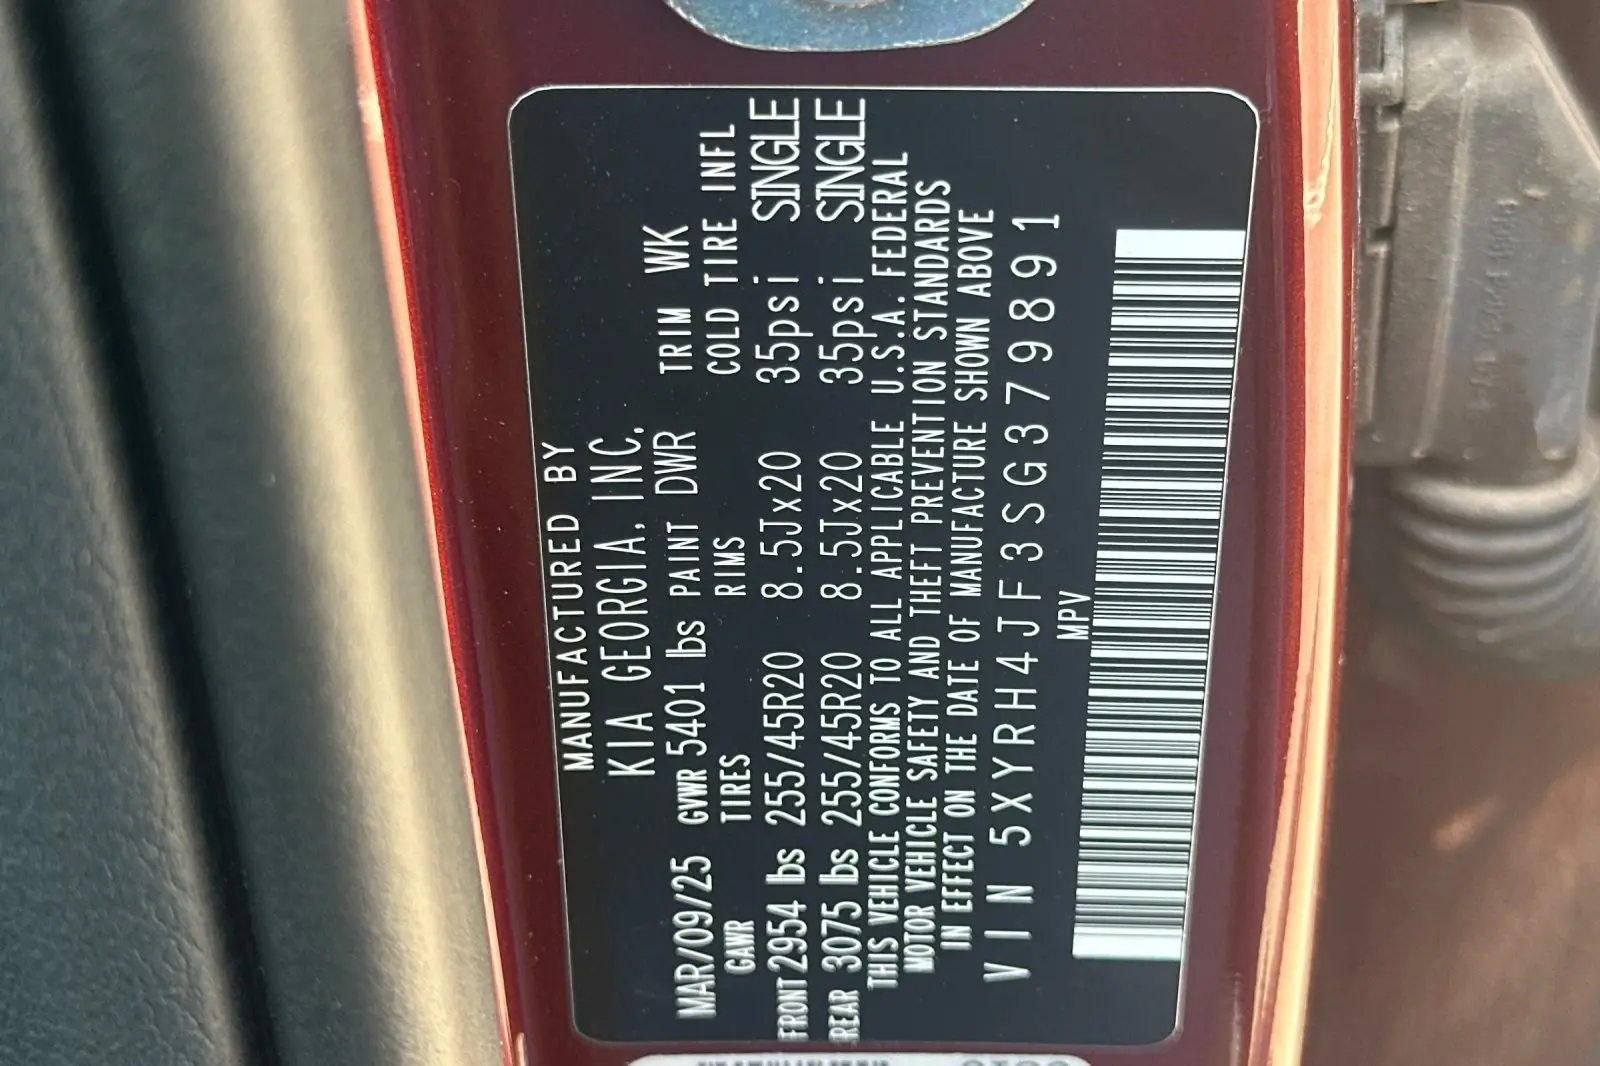 MANUFACTURED BY
KIA GEORGIA, INC.
MAR/09/25 GVWR 5401 lbs PAINT DWR TRIM WK
GAWR TIRES RIMS COLD TIRE INFL
FRONT 2954 lbs 255/45R20 8.5Jx20 35psi SINGLE
REAR 3075 lbs 255/45R20 8.5Jx20 35psi SINGLE
THIS VEHICLE CONFORMS TO ALL APPLICABLE U.S.A. FEDERAL
MOTOR VEHICLE SAFETY AND THEFT PREVENTION STANDARDS
IN EFFECT ON THE DATE OF MANUFACTURE SHOWN ABOVE
VIN 5XYRH4JF3SG379891
MPV